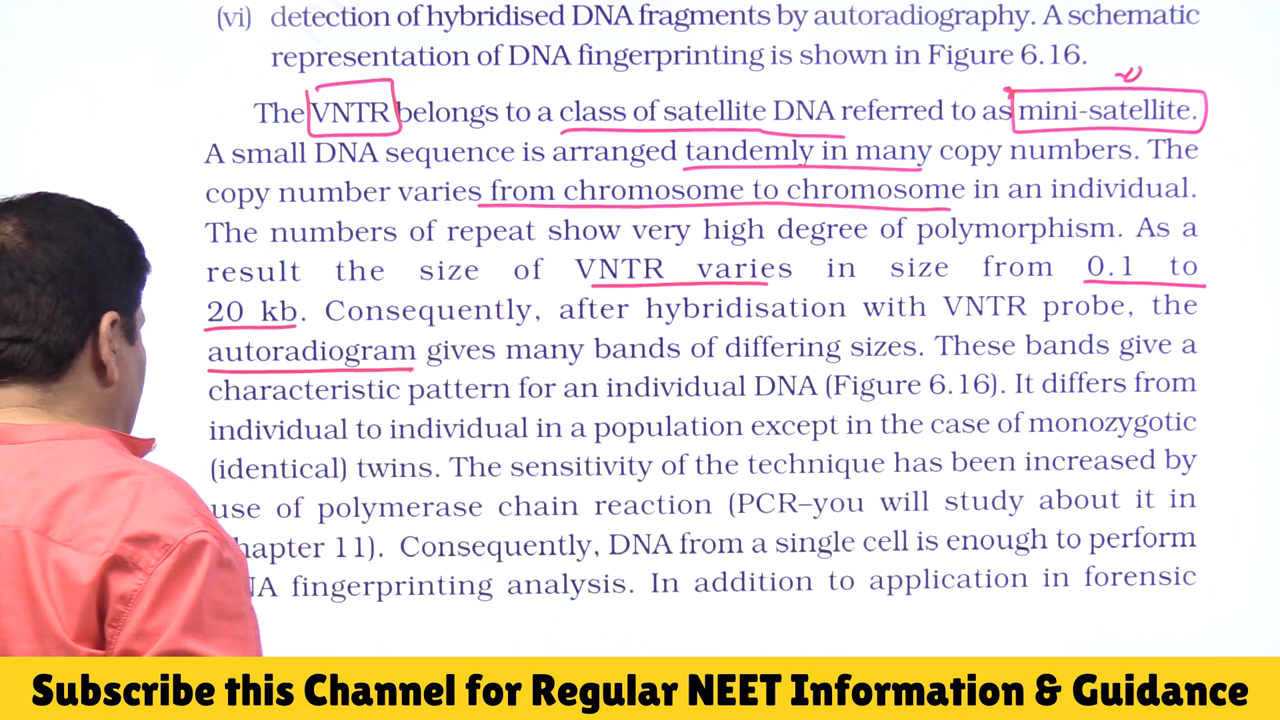 (vi) detection of hybridised DNA fragments by autoradiography. A schematic
representation of DNA fingerprinting is shown in Figure 6.16.
The VNTR belongs to a class of satellite DNA referred to as mini-satellite.
A small DNA sequence is arranged tandemly in many copy numbers. The
copy number varies from chromosome to chromosome in an individual.
The numbers of repeat show very high degree of polymorphism. As a
result the size of VNTR varies in size from 0.1 to
20 kb. Consequently, after hybridisation with VNTR probe, the
autoradiogram gives many bands of differing sizes. These bands give a
characteristic pattern for an individual DNA (Figure 6.16). It differs from
individual to individual in a population except in the case of monozygotic
(identical) twins. The sensitivity of the technique has been increased by
use of polymerase chain reaction (PCR–you will study about it in
hapter 11). Consequently, DNA from a single cell is enough to perform
NA fingerprinting analysis. In addition to application in forensic
Subscribe this Channel for Regular NEET Information & Guidance